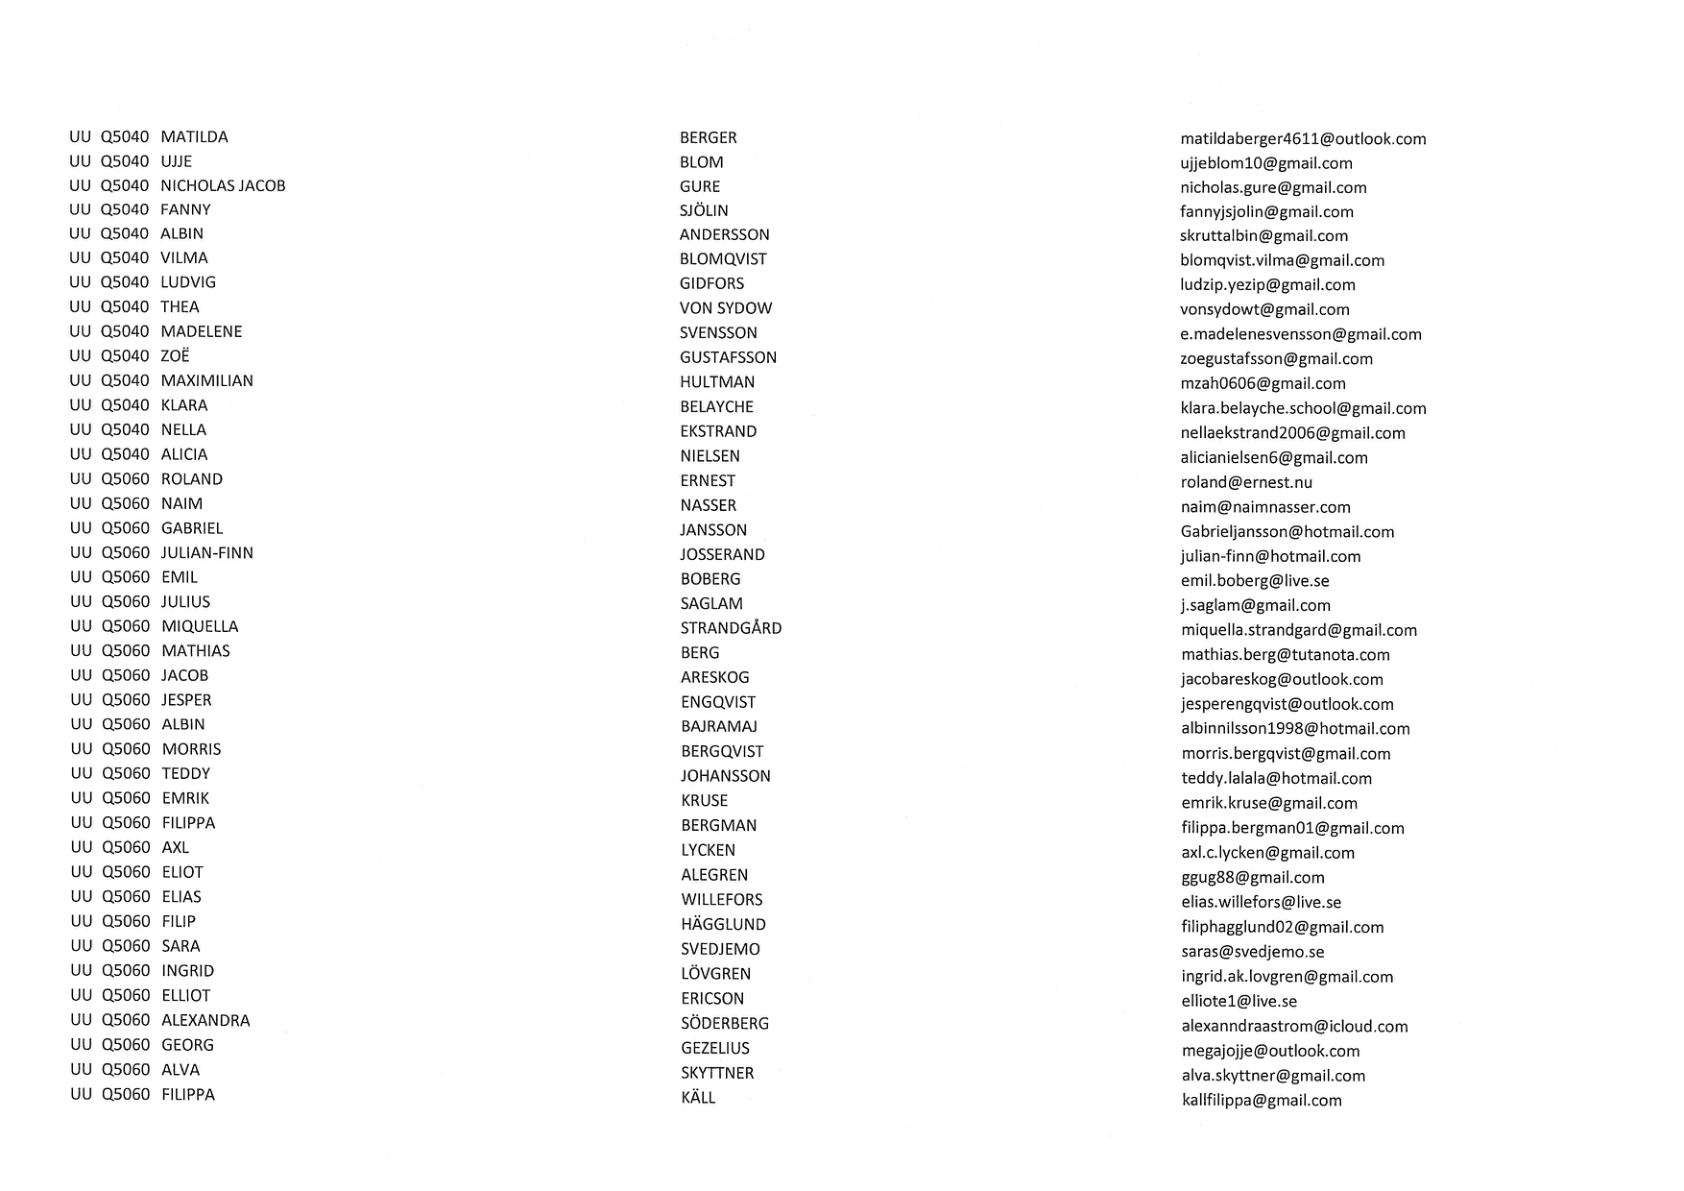 UU Q5040 MATILDA BERGER matildaberger4611@outlook.com
UU Q5040 UJJE BLOM ujjeblom10@gmail.com
UU Q5040 NICHOLAS JACOB GURE nicholas.gure@gmail.com
UU Q5040 FANNY SJÖLIN fannyjsjolin@gmail.com
UU Q5040 ALBIN ANDERSSON skruttalbin@gmail.com
UU Q5040 VILMA BLOMQVIST blomqvist.vilma@gmail.com
UU Q5040 LUDVIG GIDFORS ludzip.yezip@gmail.com
UU Q5040 THEA VON SYDOW vonsydowt@gmail.com
UU Q5040 MADELENE SVENSSON e.madelenesvensson@gmail.com
UU Q5040 ZOË GUSTAFSSON zoegustafsson@gmail.com
UU Q5040 MAXIMILIAN HULTMAN mzah0606@gmail.com
UU Q5040 KLARA BELAYCHE klara.belayche.school@gmail.com
UU Q5040 NELLA EKSTRAND nellaekstrand2006@gmail.com
UU Q5040 ALICIA NIELSEN alicianielsen6@gmail.com
UU Q5060 ROLAND ERNEST roland@ernest.nu
UU Q5060 NAIM NASSER naim@naimnasser.com
UU Q5060 GABRIEL JANSSON Gabrieljansson@hotmail.com
UU Q5060 JULIAN-FINN JOSSERAND julian-finn@hotmail.com
UU Q5060 EMIL BOBERG emil.boberg@live.se
UU Q5060 JULIUS SAGLAM j.saglam@gmail.com
UU Q5060 MIQUELLA STRANDGÅRD miquella.strandgard@gmail.com
UU Q5060 MATHIAS BERG mathias.berg@tutanota.com
UU Q5060 JACOB ARESKOG jacobareskog@outlook.com
UU Q5060 JESPER ENGQVIST jesperengqvist@outlook.com
UU Q5060 ALBIN BAJRAMAJ albinnilsson1998@hotmail.com
UU Q5060 MORRIS BERGQVIST morris.bergqvist@gmail.com
UU Q5060 TEDDY JOHANSSON teddy.lalala@hotmail.com
UU Q5060 EMRIK KRUSE emrik.kruse@gmail.com
UU Q5060 FILIPPA BERGMAN filippa.bergman01@gmail.com
UU Q5060 AXL LYCKEN axl.c.lycken@gmail.com
UU Q5060 ELIOT ALEGREN ggug88@gmail.com
UU Q5060 ELIAS WILLEFORS elias.willefors@live.se
UU Q5060 FILIP HÄGGLUND filiphagglund02@gmail.com
UU Q5060 SARA SVEDJEMO saras@svedjemo.se
UU Q5060 INGRID LÖVGREN ingrid.ak.lovgren@gmail.com
UU Q5060 ELLIOT ERICSON elliote1@live.se
UU Q5060 ALEXANDRA SÖDERBERG alexanndraastrom@icloud.com
UU Q5060 GEORG GEZELIUS megajojje@outlook.com
UU Q5060 ALVA SKYTTNER alva.skyttner@gmail.com
UU Q5060 FILIPPA KÄLL kallfilippa@gmail.com